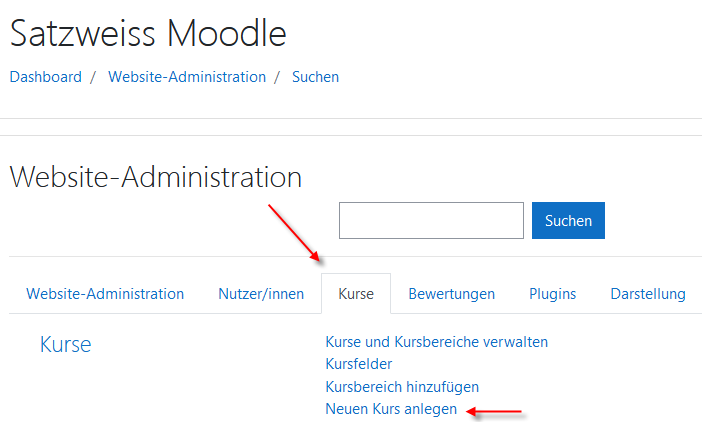 Satzweiss Moodle
Dashboard / Website-Administration / Suchen
Website-Administration
Suchen
Website-Administration Nutzer/innen Kurse Bewertungen Plugins Darstellung
Kurse
Kurse und Kursbereiche verwalten
Kursfelder
Kursbereich hinzufügen
Neuen Kurs anlegen